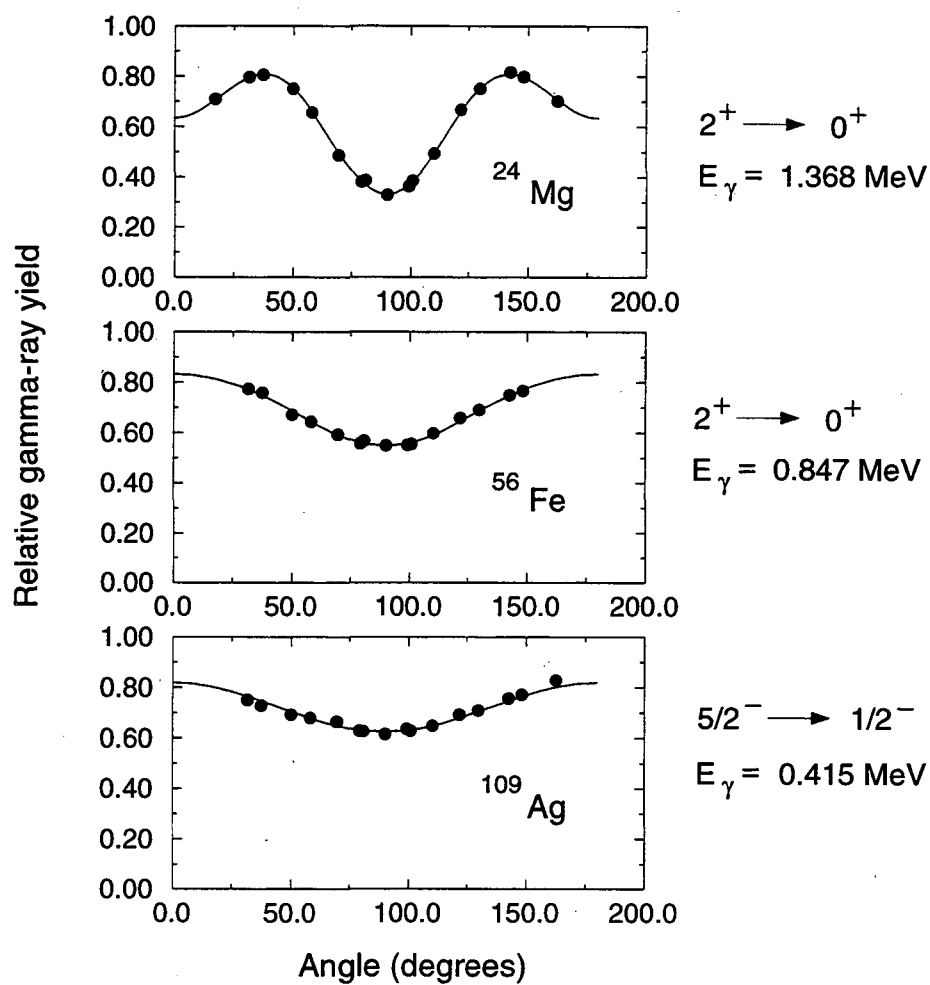 Relative gamma-ray yield
1.00
0.80
0.60
0.40
0.20
0.00
0.0 50.0 100.0 150.0 200.0
24 Mg
2+ → 0+
Eγ = 1.368 MeV
1.00
0.80
0.60
0.40
0.20
0.00
0.0 50.0 100.0 150.0 200.0
56 Fe
2+ → 0+
Eγ = 0.847 MeV
1.00
0.80
0.60
0.40
0.20
0.00
0.0 50.0 100.0 150.0 200.0
109 Ag
5/2− → 1/2−
Eγ = 0.415 MeV
Angle (degrees)